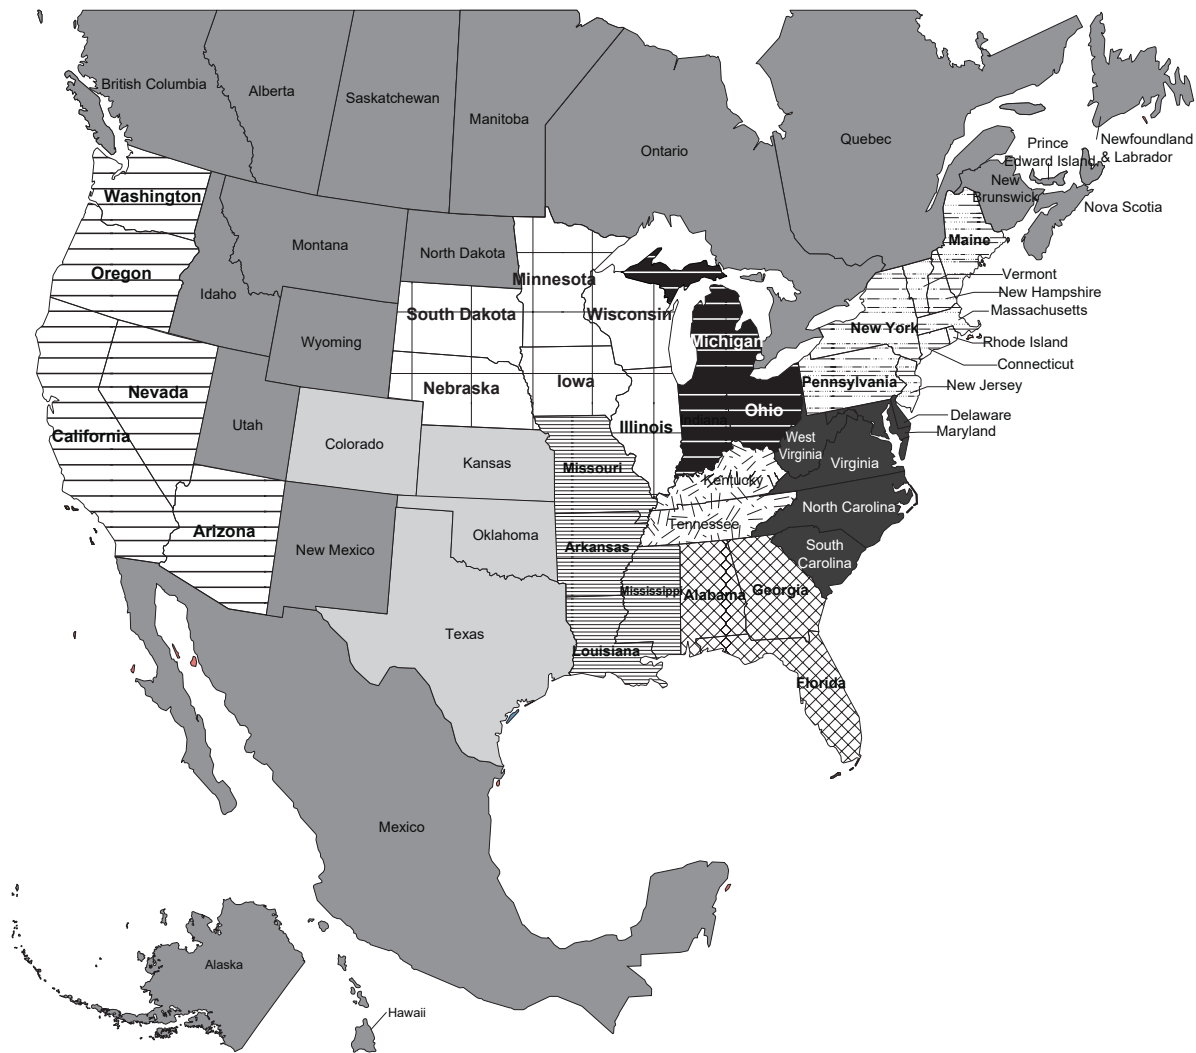 British Columbia
Alberta
Saskatchewan
Manitoba
Ontario
Quebec
Newfoundland
& Labrador
Prince
Edward Island
New
Brunswick
Nova Scotia
Washington
Montana
North Dakota
Minnesota
Maine
Oregon
Idaho
South Dakota
Wisconsin
Vermont
New Hampshire
Massachusetts
Wyoming
Michigan
New York
Rhode Island
Connecticut
Nevada
Nebraska
Iowa
Pennsylvania
New Jersey
California
Utah
Colorado
Illinois
Indiana
Ohio
Delaware
Maryland
West
Virginia
Virginia
Kansas
Missouri
Kentucky
Arizona
New Mexico
Oklahoma
Arkansas
Tennessee
North Carolina
South
Carolina
Texas
Mississippi
Alabama
Georgia
Louisiana
Florida
Mexico
Alaska
Hawaii